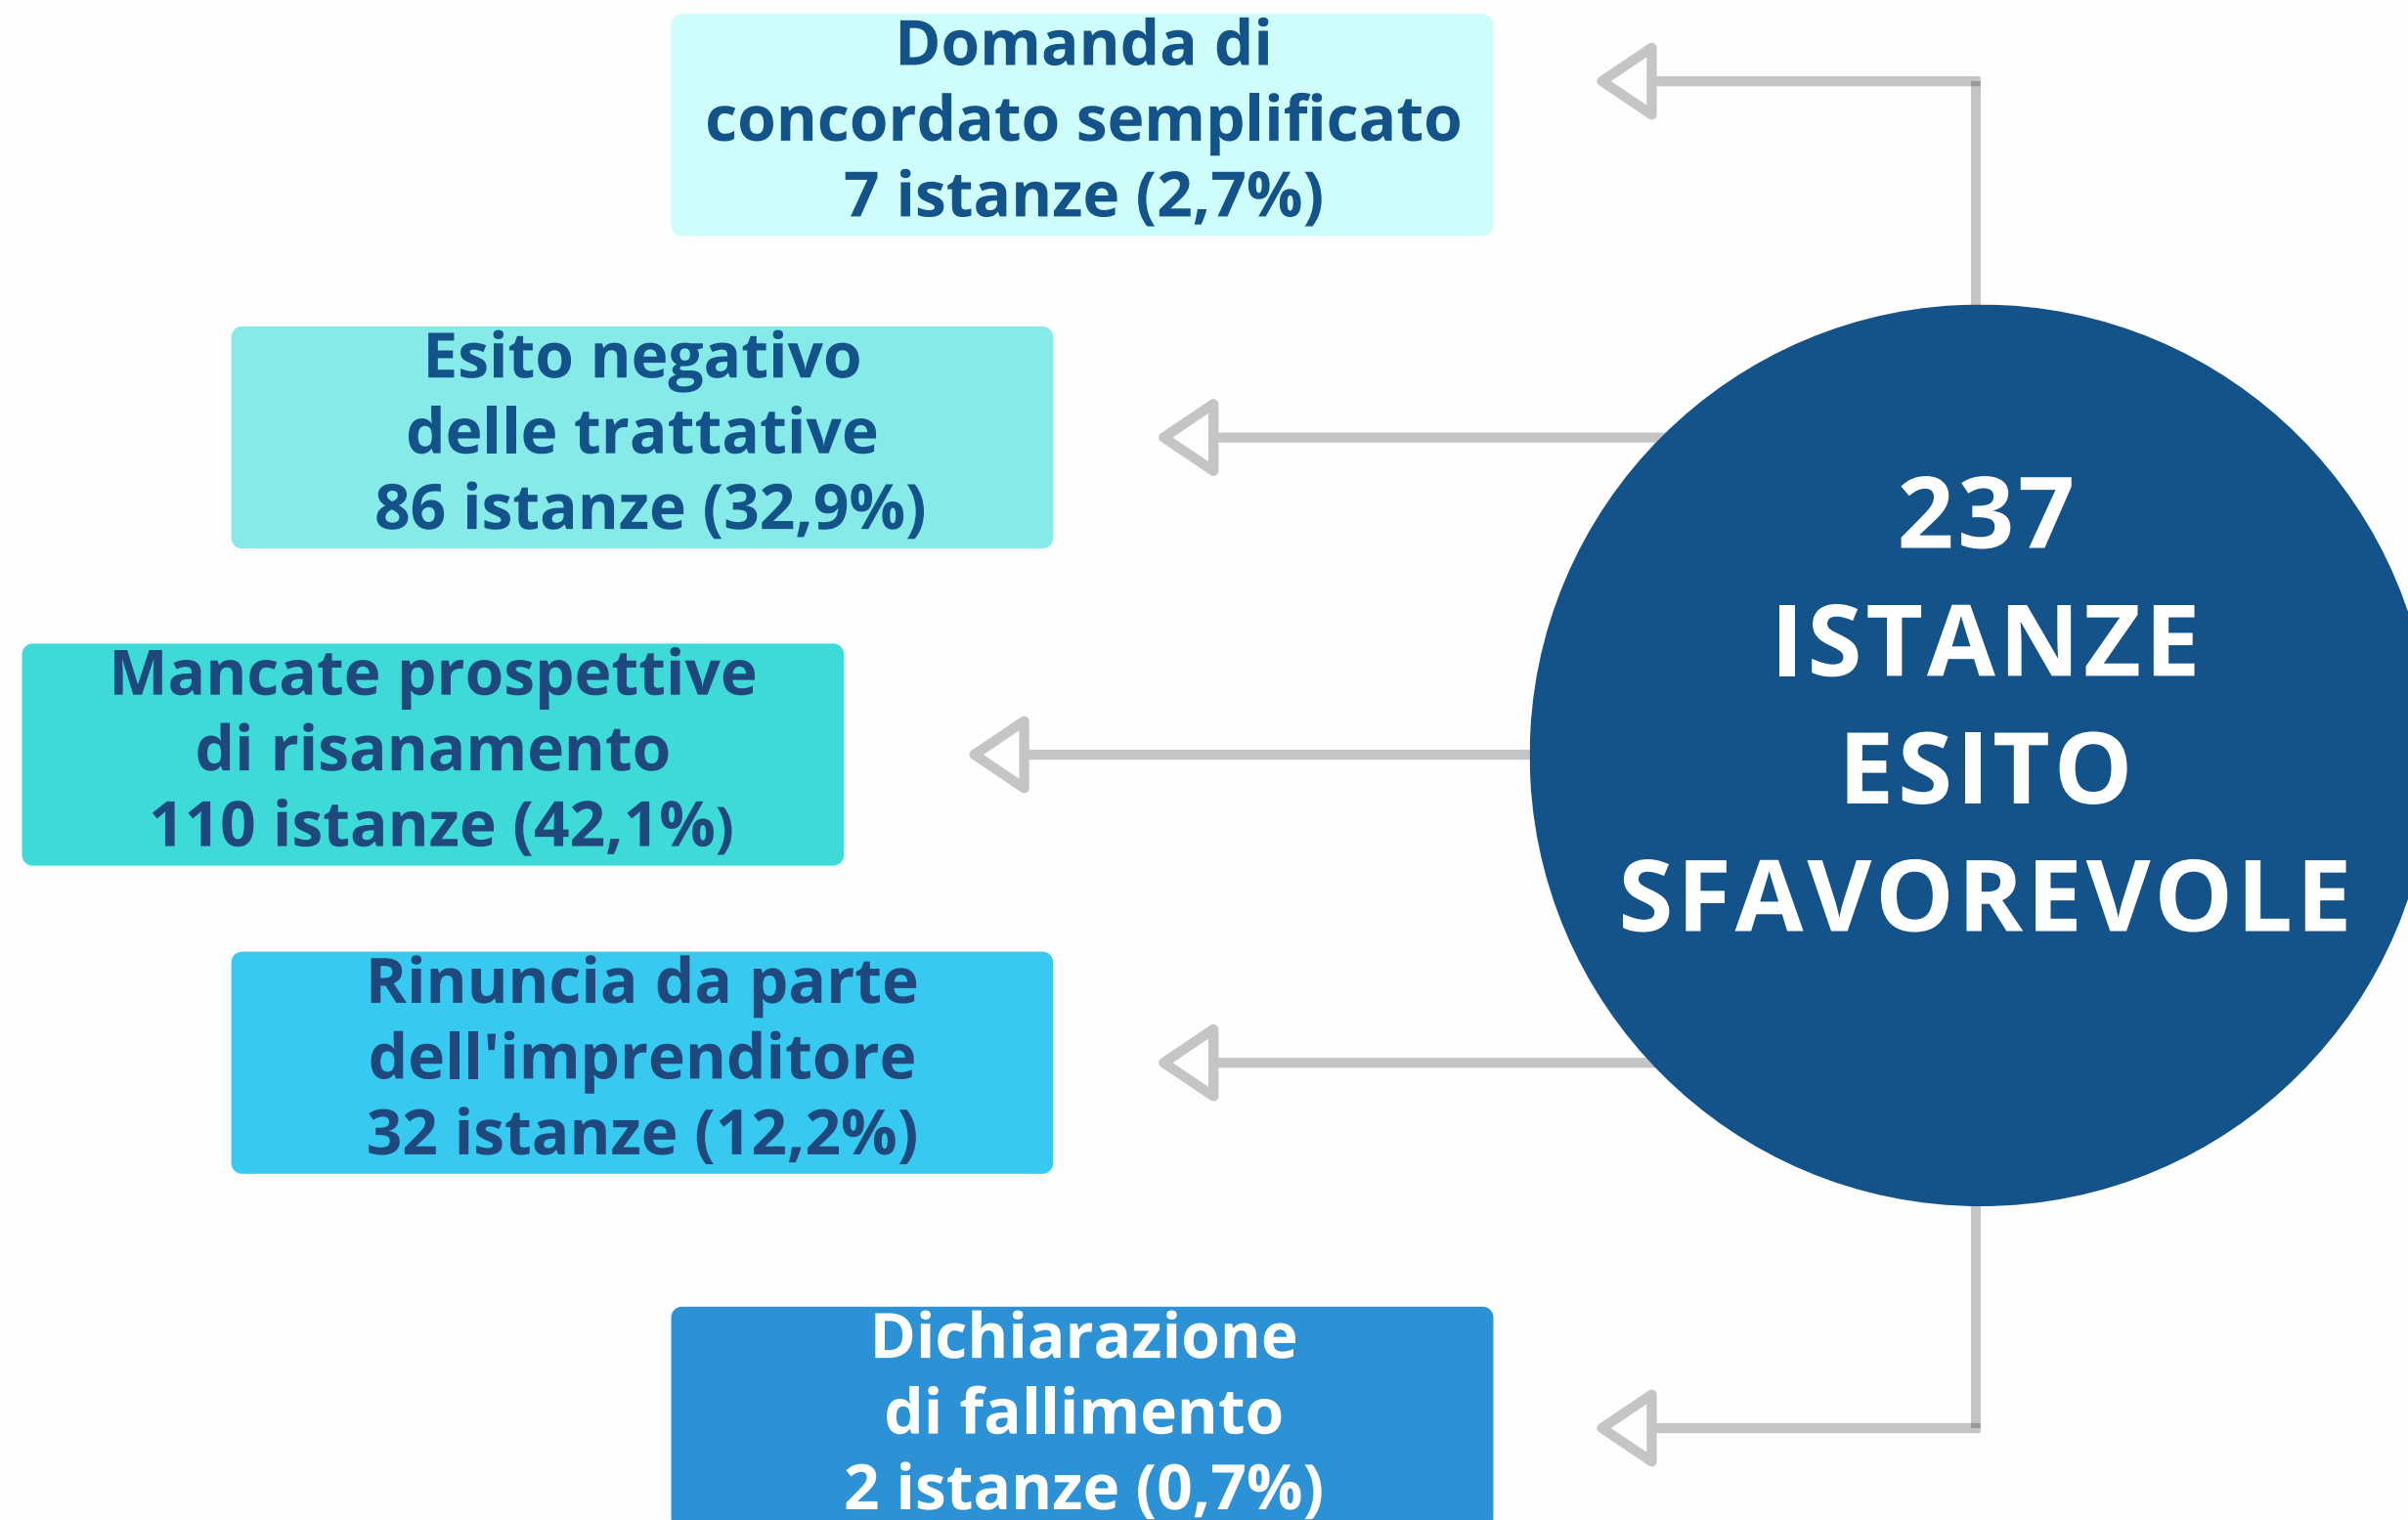 Domanda di
concordato semplificato
7 istanze (2,7%)
Esito negativo
delle trattative
86 istanze (32,9%)
Mancate prospettive
di risanamento
110 istanze (42,1%)
Rinuncia da parte
dell'imprenditore
32 istanze (12,2%)
Dichiarazione
di fallimento
2 istanze (0,7%)
237
ISTANZE
ESITO
SFAVOREVOLE